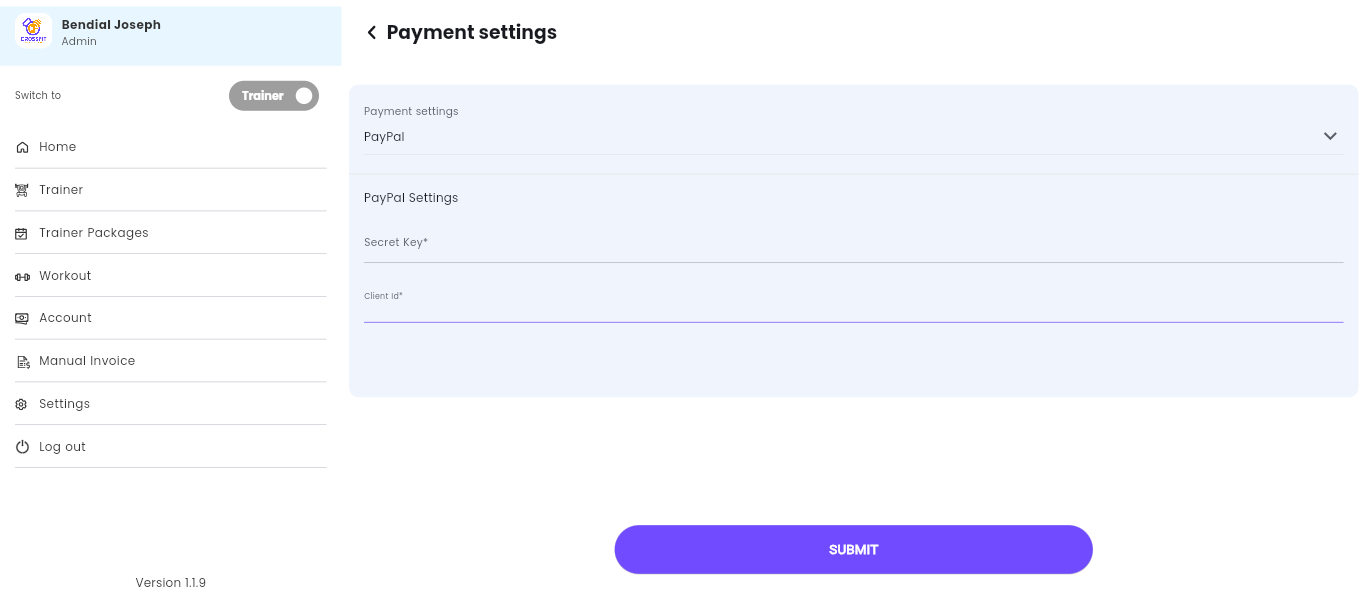 Bendial Joseph
Admin
CROSSFIT
Switch to
Trainer
Home
Trainer
Trainer Packages
Workout
Account
Manual Invoice
Settings
Log out
Version 1.1.9
Payment settings
Payment settings
PayPal
PayPal Settings
Secret Key*
Client Id*
SUBMIT